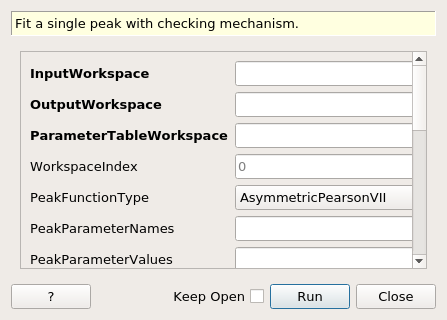 Fit a single peak with checking mechanism.
InputWorkspace
OutputWorkspace
ParameterTableWorkspace
WorkspaceIndex 0
PeakFunctionType AsymmetricPearsonVII
PeakParameterNames
PeakParameterValues
? Keep Open Run Close